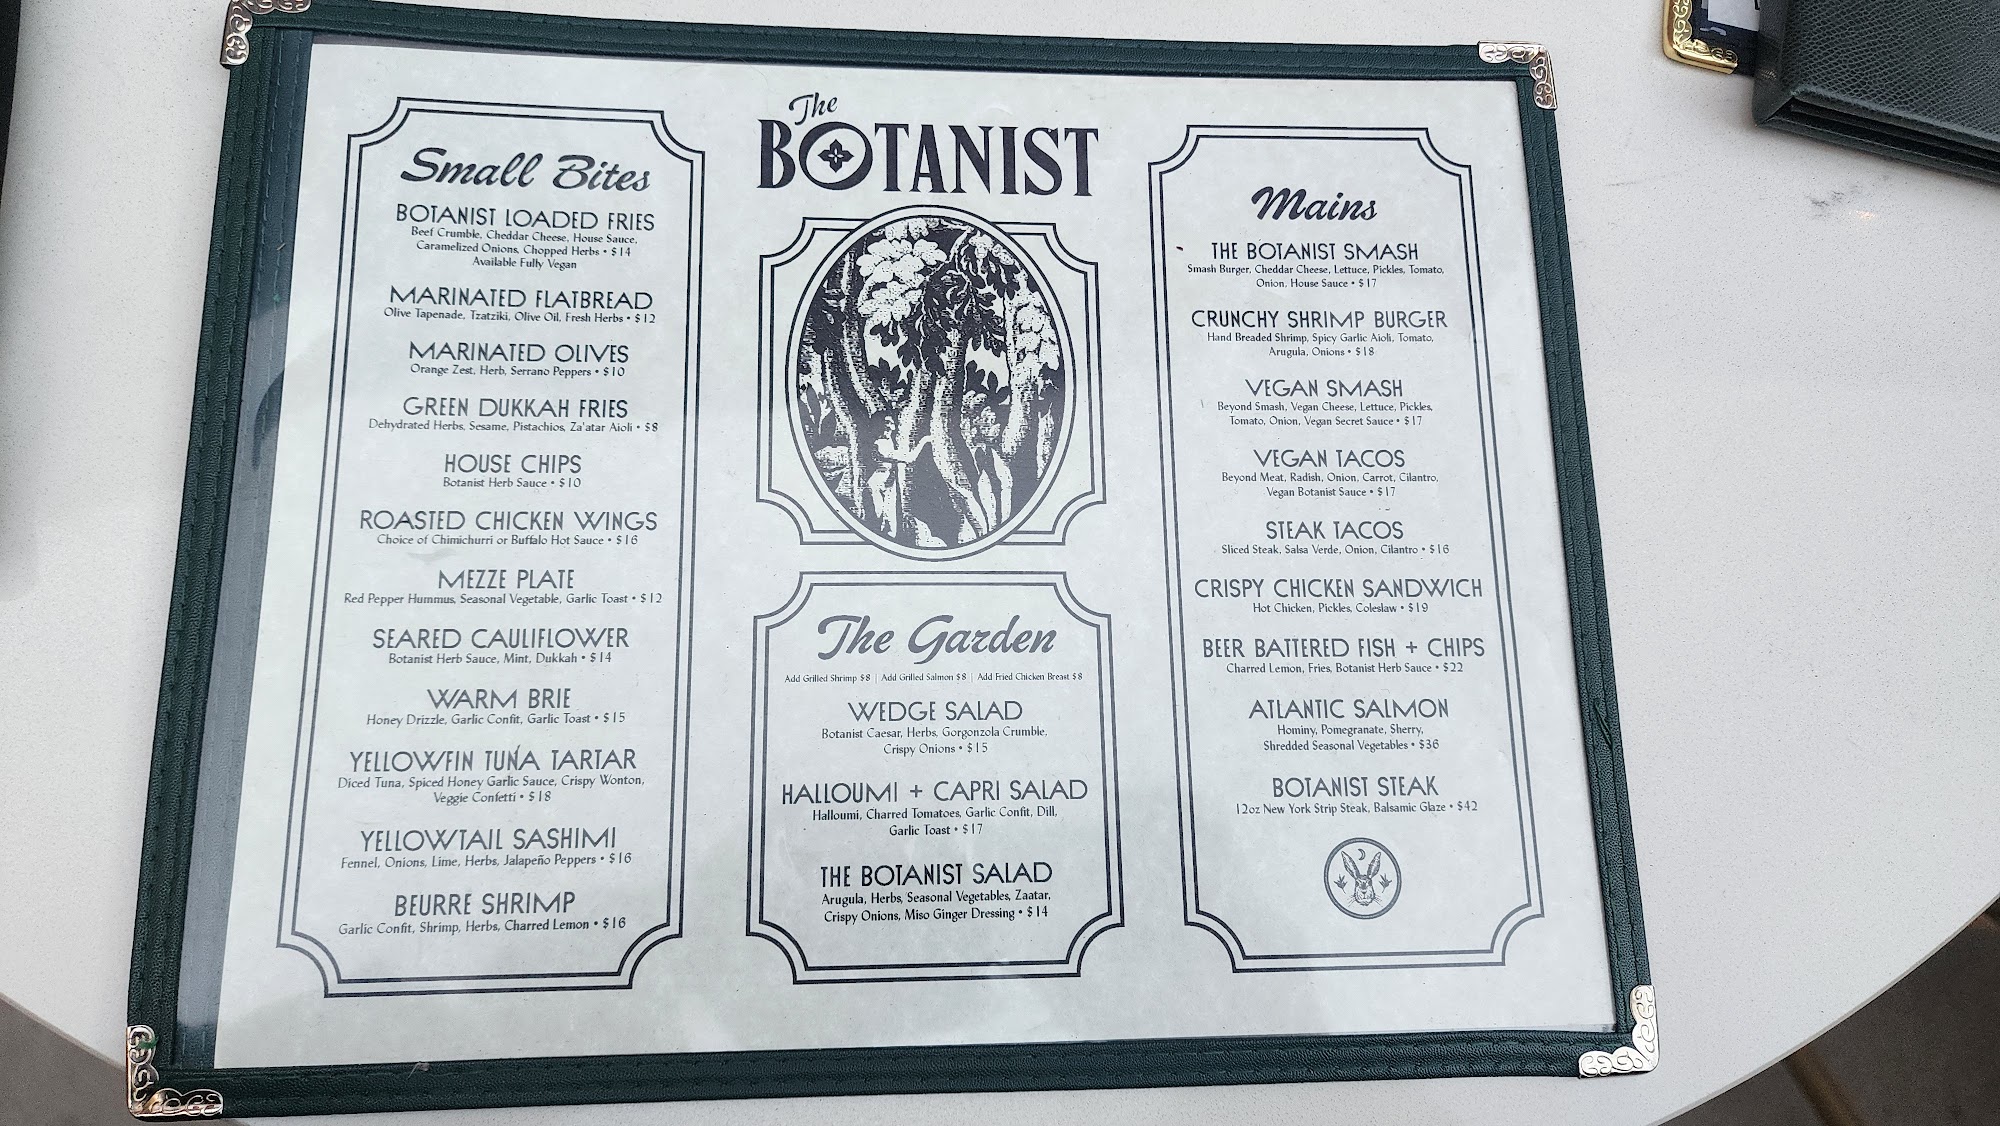 Small Bites
BOTANIST LOADED FRIES
Beef Crumble, Cheddar Cheese, House Sauce,
Caramelized Onions, Chopped Herbs • $14
Available Fully Vegan
MARINATED FLATBREAD
Olive Tapenade, Tzatziki, Olive Oil, Fresh Herbs • $12
MARINATED OLIVES
Orange Zest, Herb, Serrano Peppers • $10
GREEN DUKKAH FRIES
Dehydrated Herbs, Sesame, Pistachios, Za'atar Aioli • $8
HOUSE CHIPS
Botanist Herb Sauce • $10
ROASTED CHICKEN WINGS
Choice of Chimichurri or Buffalo Hot Sauce • $16
MEZZE PLATE
Red Pepper Hummus, Seasonal Vegetable, Garlic Toast • $12
SEARED CAULIFLOWER
Botanist Herb Sauce, Mint, Dukkah • $14
WARM BRIE
Honey Drizzle, Garlic Confit, Garlic Toast • $15
YELLOWFIN TUNA TARTAR
Diced Tuna, Spiced Honey Garlic Sauce, Crispy Wonton,
Veggie Confetti • $18
YELLOWTAIL SASHIMI
Fennel, Onions, Lime, Herbs, Jalapeño Peppers • $16
BEURRE SHRIMP
Garlic Confit, Shrimp, Herbs, Charred Lemon • $16
The
BOTANIST
The Garden
Add Grilled Shrimp $8 | Add Grilled Salmon $8 | Add Fried Chicken Breast $8
WEDGE SALAD
Botanist Caesar, Herbs, Gorgonzola Crumble,
Crispy Onions • $15
HALLOUMI + CAPRI SALAD
Halloumi, Charred Tomatoes, Garlic Confit, Dill,
Garlic Toast • $17
THE BOTANIST SALAD
Arugula, Herbs, Seasonal Vegetables, Zaatar,
Crispy Onions, Miso Ginger Dressing • $14
Mains
THE BOTANIST SMASH
Smash Burger, Cheddar Cheese, Lettuce, Pickles, Tomato,
Onion, House Sauce • $17
CRUNCHY SHRIMP BURGER
Hand Breaded Shrimp, Spicy Garlic Aioli, Tomato,
Arugula, Onions • $18
VEGAN SMASH
Beyond Smash, Vegan Cheese, Lettuce, Pickles,
Tomato, Onion, Vegan Secret Sauce • $17
VEGAN TACOS
Beyond Meat, Radish, Onion, Carrot, Cilantro,
Vegan Botanist Sauce • $17
STEAK TACOS
Sliced Steak, Salsa Verde, Onion, Cilantro • $16
CRISPY CHICKEN SANDWICH
Hot Chicken, Pickles, Coleslaw • $19
BEER BATTERED FISH + CHIPS
Charred Lemon, Fries, Botanist Herb Sauce • $22
ATLANTIC SALMON
Hominy, Pomegranate, Sherry,
Shredded Seasonal Vegetables • $36
BOTANIST STEAK
12oz New York Strip Steak, Balsamic Glaze • $42